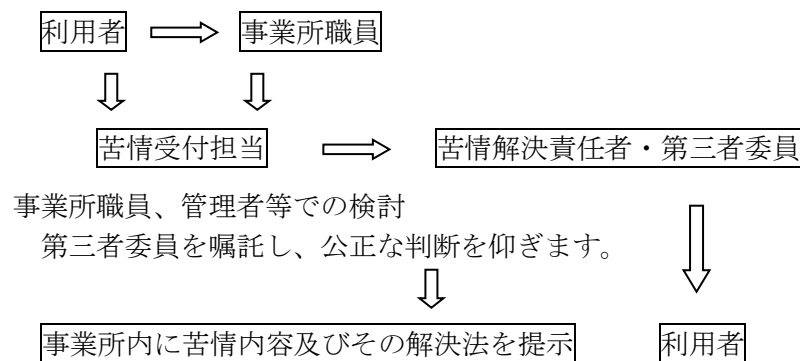 利用者 事業所職員
苦情受付担当 苦情解決責任者・第三者委員
事業所職員、管理者等での検討
第三者委員を嘱託し、公正な判断を仰ぎます。
事業所内に苦情内容及びその解決法を提示 利用者